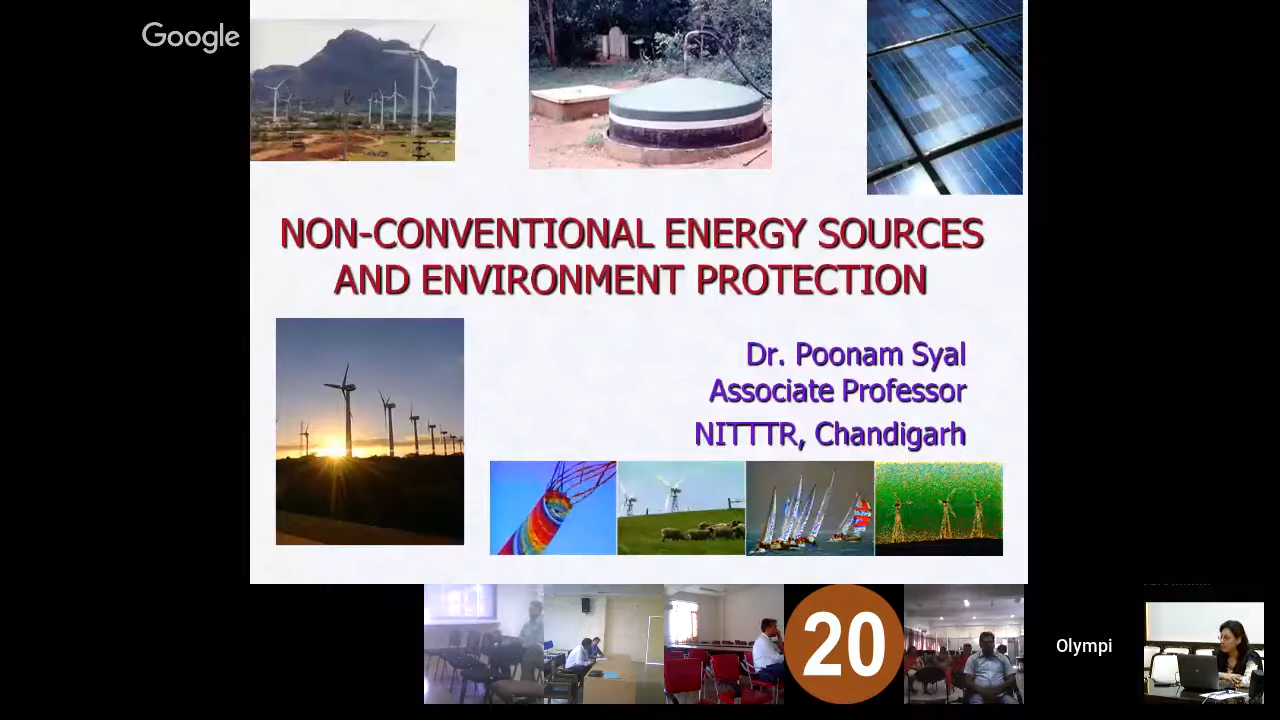 Google
NON-CONVENTIONAL ENERGY SOURCES
AND ENVIRONMENT PROTECTION
Dr. Poonam Syal
Associate Professor
NITTTR, Chandigarh
20
Olympi